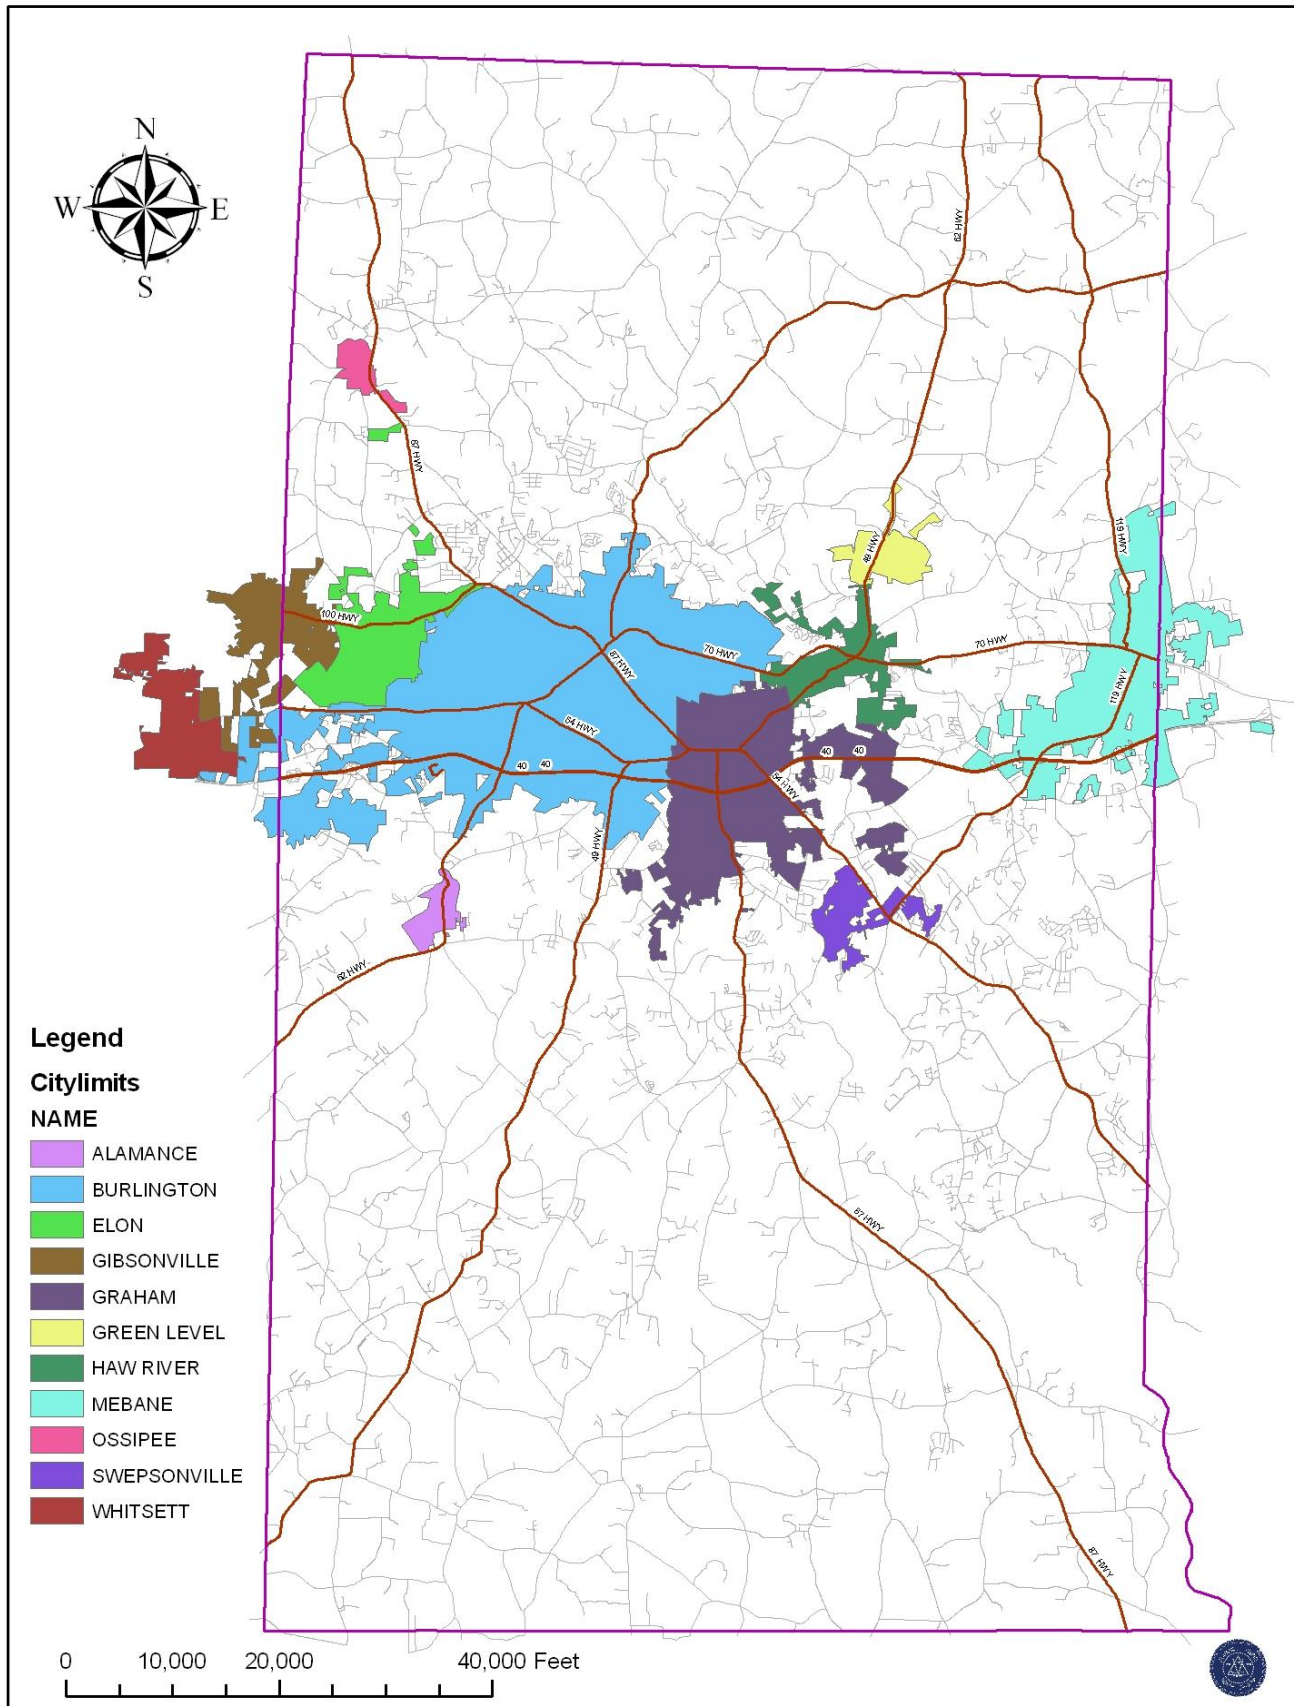 N
W E
S
62 HWY
67 HWY
119 HWY
49 HWY
100 HWY
70 HWY
70 HWY
87 HWY
119 HWY
54 HWY
40 40
40 40
54 HWY
49 HWY
62 HWY
87 HWY
87 HWY
Legend
Citylimits
NAME
ALAMANCE
BURLINGTON
ELON
GIBSONVILLE
GRAHAM
GREEN LEVEL
HAW RIVER
MEBANE
OSSIPEE
SWEPSONVILLE
WHITSETT
0 10,000 20,000 40,000 Feet